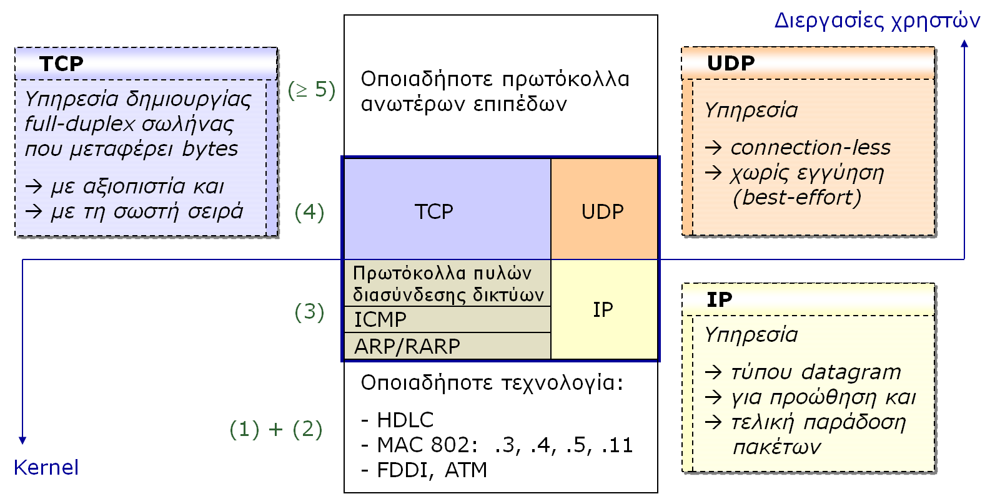 Διεργασίες χρηστών
TCP
Υπηρεσία δημιουργίας
full-duplex σωλήνας
που μεταφέρει bytes
→ με αξιοπιστία και
→ με τη σωστή σειρά
(≥ 5)
Οποιαδήποτε πρωτόκολλα
ανωτέρων επιπέδων
UDP
Υπηρεσία
→ connection-less
→ χωρίς εγγύηση
(best-effort)
(4)
TCP
UDP
(3)
Πρωτόκολλα πυλών
διασύνδεσης δικτύων
ICMP
ARP/RARP
IP
IP
Υπηρεσία
→ τύπου datagram
→ για προώθηση και
→ τελική παράδοση
πακέτων
(1) + (2)
Οποιαδήποτε τεχνολογία:
- HDLC
- MAC 802: .3, .4, .5, .11
- FDDI, ATM
Kernel